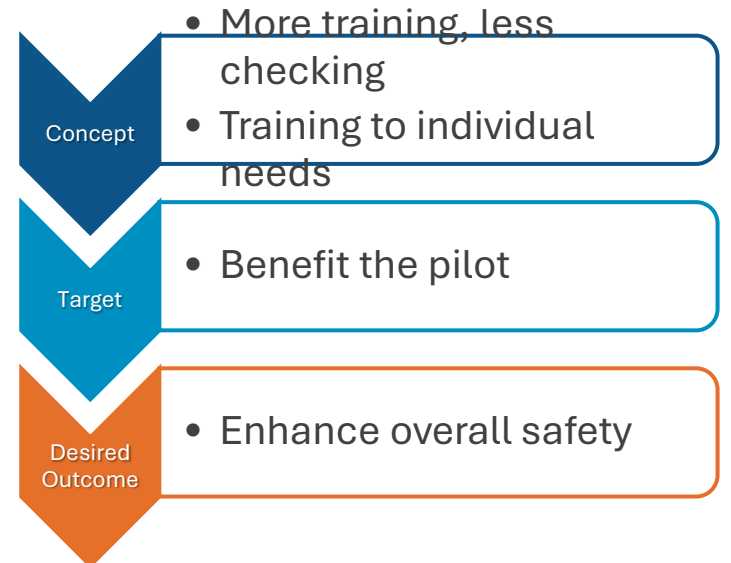 • More training, less
checking
Concept
• Training to individual
needs
Target
• Benefit the pilot
Desired
Outcome
• Enhance overall safety